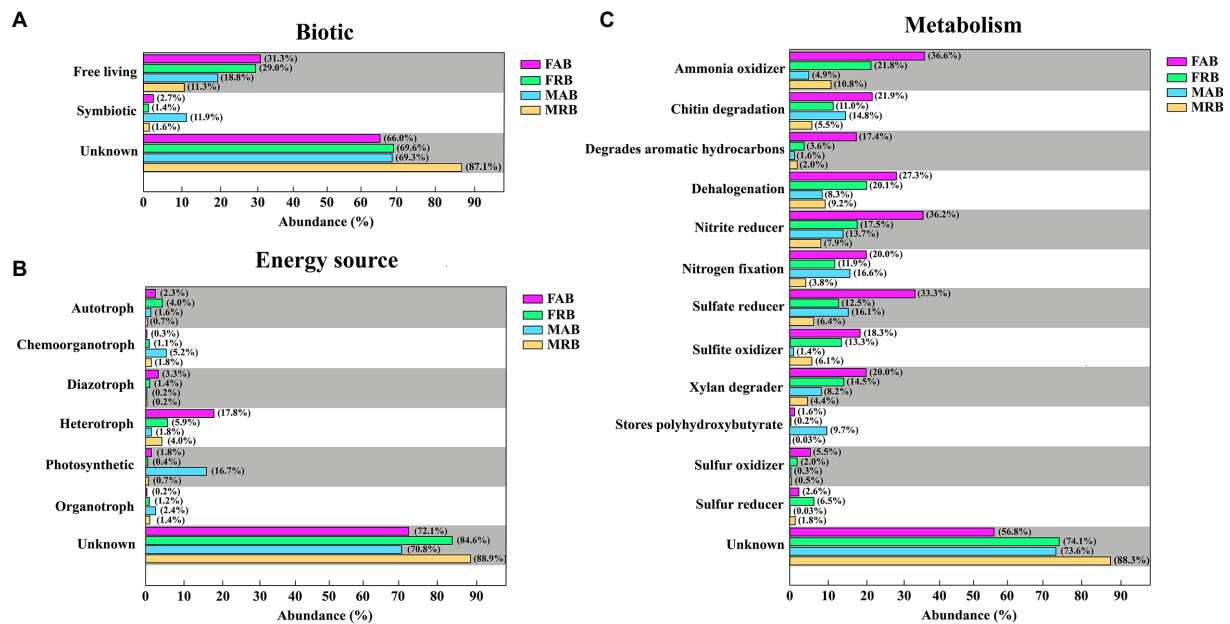 A
Biotic
Free living
(31.3%)
(29.0%)
(18.8%)
(11.3%)
Symbiotic
(2.7%)
(1.4%)
(11.9%)
(1.6%)
Unknown
(66.0%)
(69.6%)
(69.3%)
(87.1%)
0 10 20 30 40 50 60 70 80 90
Abundance (%)
FAB
FRB
MAB
MRB
B
Energy source
Autotroph
(2.3%)
(4.0%)
(1.6%)
(0.7%)
Chemoorganotroph
(0.3%)
(1.1%)
(5.2%)
(1.8%)
Diazotroph
(3.3%)
(1.4%)
(0.2%)
(0.2%)
Heterotroph
(17.8%)
(5.9%)
(1.8%)
(4.0%)
Photosynthetic
(1.8%)
(0.4%)
(16.7%)
(0.7%)
Organotroph
(0.2%)
(1.2%)
(2.4%)
(1.4%)
Unknown
(72.1%)
(84.6%)
(70.8%)
(88.9%)
0 10 20 30 40 50 60 70 80 90
Abundance (%)
FAB
FRB
MAB
MRB
C
Metabolism
Ammonia oxidizer
(36.6%)
(21.8%)
(4.9%)
(10.8%)
Chitin degradation
(21.9%)
(11.0%)
(14.8%)
(5.5%)
Degrades aromatic hydrocarbons
(17.4%)
(3.6%)
(1.6%)
(2.0%)
Dehalogenation
(27.3%)
(20.1%)
(8.3%)
(9.2%)
Nitrite reducer
(36.2%)
(17.5%)
(13.7%)
(7.9%)
Nitrogen fixation
(20.0%)
(11.9%)
(16.6%)
(3.8%)
Sulfate reducer
(33.3%)
(12.5%)
(16.1%)
(6.4%)
Sulfite oxidizer
(18.3%)
(13.3%)
(1.4%)
(6.1%)
Xylan degrader
(20.0%)
(14.5%)
(8.2%)
(4.4%)
Stores polyhydroxybutyrate
(1.6%)
(0.2%)
(9.7%)
(0.03%)
Sulfur oxidizer
(5.5%)
(2.0%)
(0.3%)
(0.5%)
Sulfur reducer
(2.6%)
(6.5%)
(0.03%)
(1.8%)
Unknown
(56.8%)
(74.1%)
(73.6%)
(88.3%)
0 10 20 30 40 50 60 70 80 90
Abundance (%)
FAB
FRB
MAB
MRB